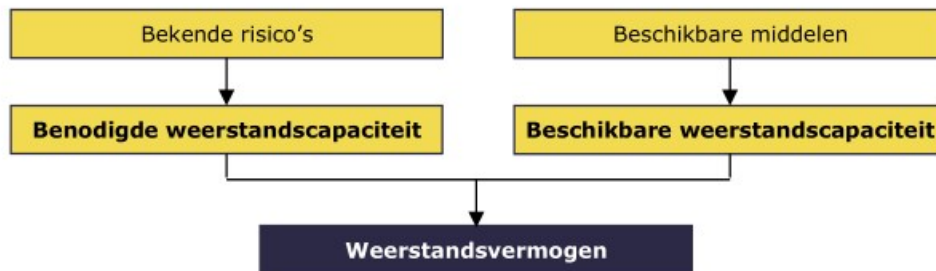 Bekende risico's
Beschikbare middelen
Benodigde weerstandscapaciteit
Beschikbare weerstandscapaciteit
Weerstandsvermogen